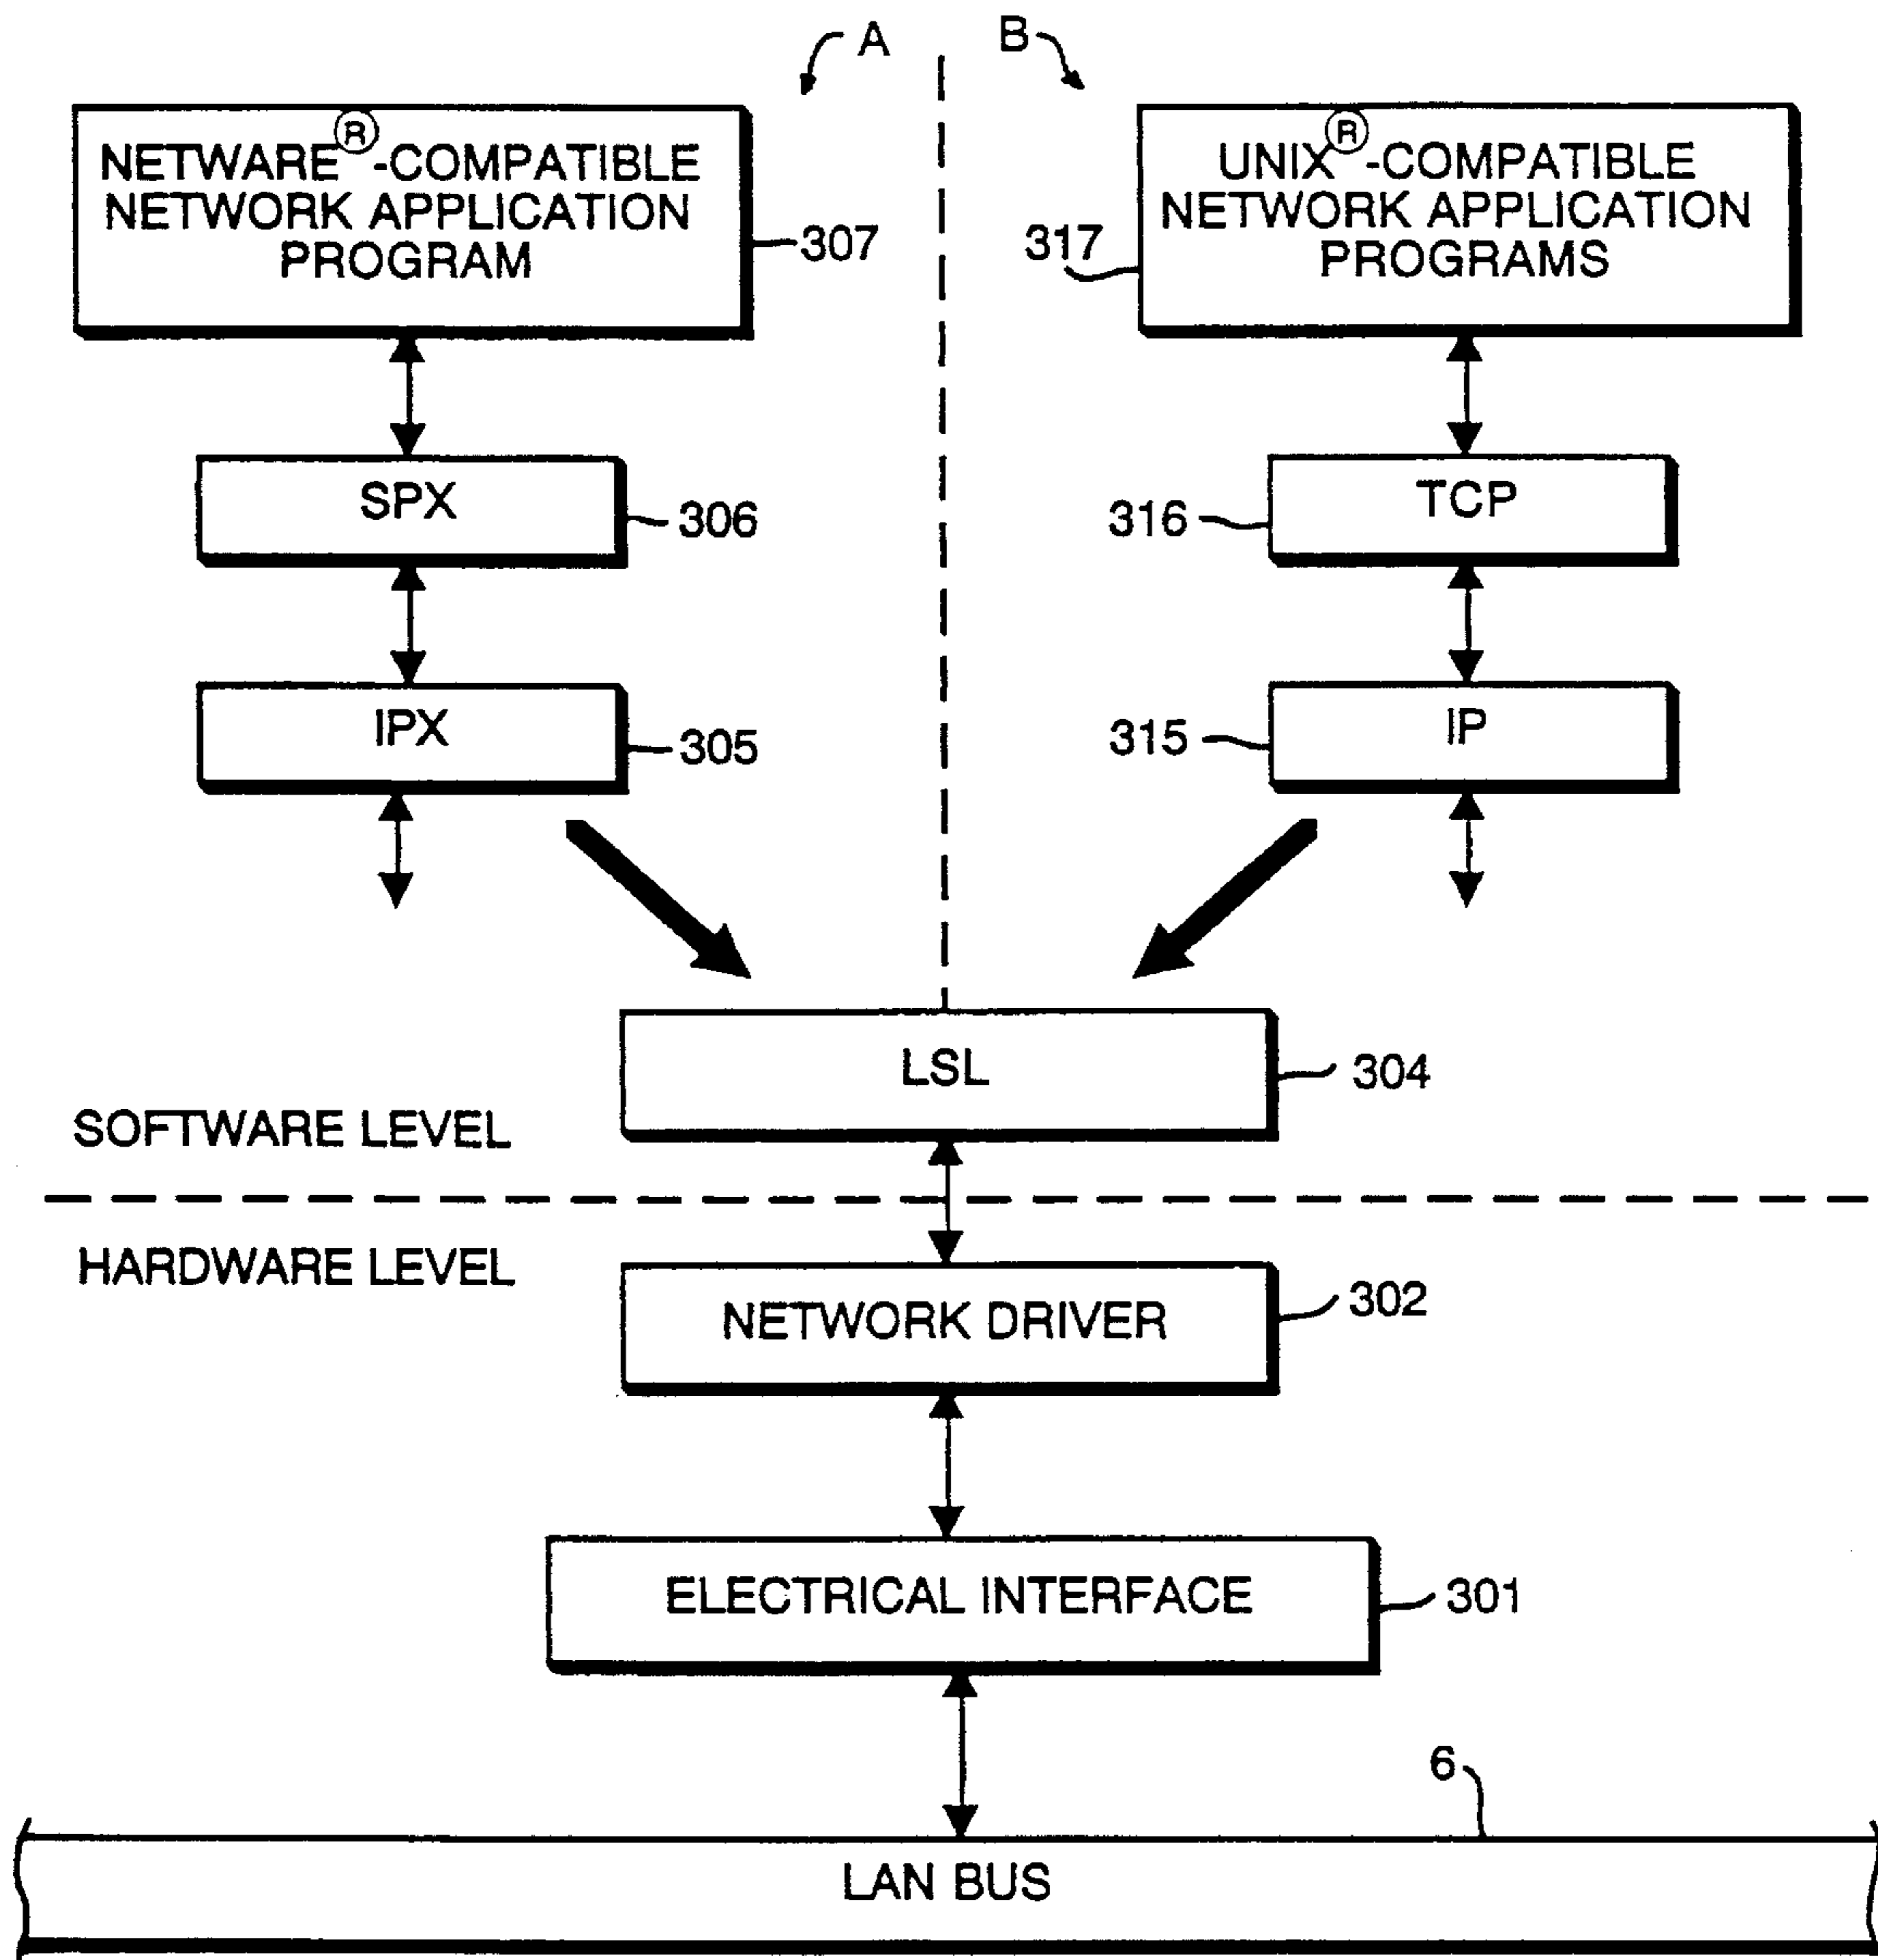 A
B
NETWARE®-COMPATIBLE
NETWORK APPLICATION
PROGRAM
307
317
UNIX®-COMPATIBLE
NETWORK APPLICATION
PROGRAMS
SPX
306
316
TCP
IPX
305
315
IP
LSL
304
SOFTWARE LEVEL
HARDWARE LEVEL
NETWORK DRIVER
302
ELECTRICAL INTERFACE
301
6
LAN BUS